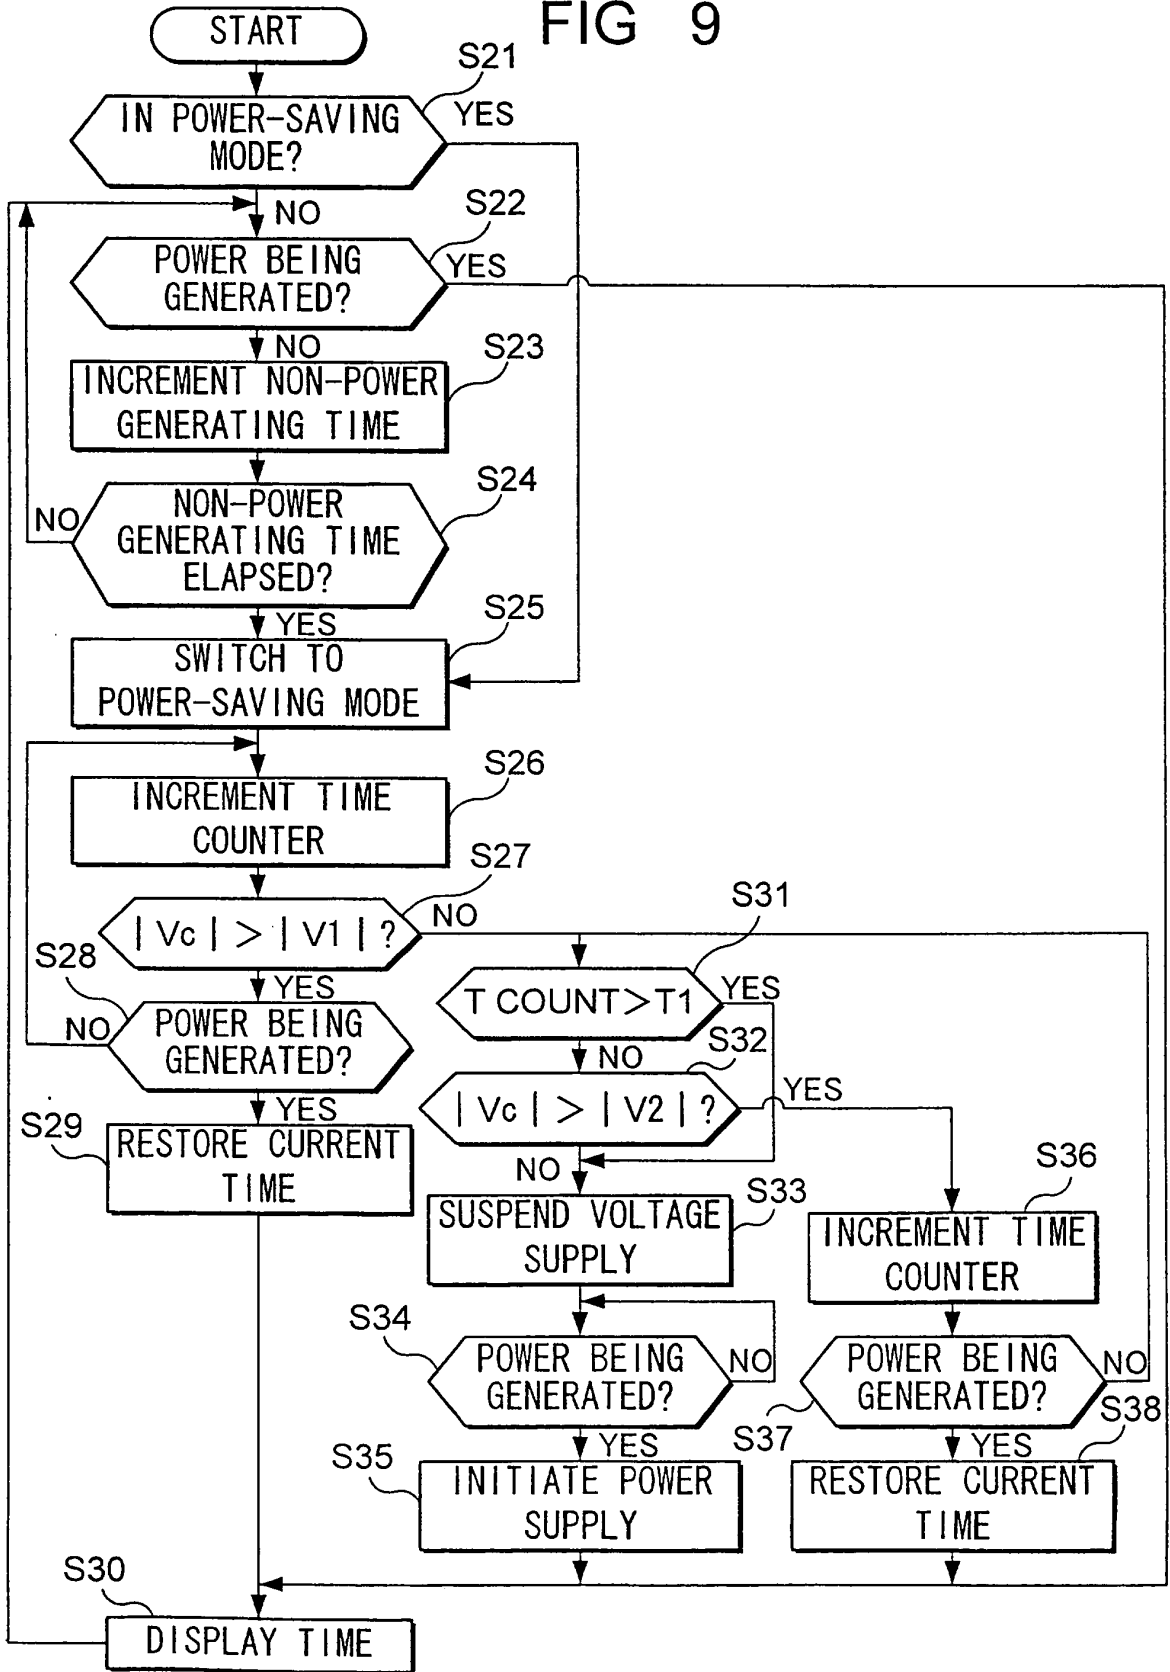 FIG 9
START
S21
IN POWER-SAVING
MODE?
YES
NO
S22
POWER BEING
GENERATED?
YES
NO
S23
INCREMENT NON-POWER
GENERATING TIME
S24
NON-POWER
GENERATING TIME
ELAPSED?
NO
YES
S25
SWITCH TO
POWER-SAVING MODE
S26
INCREMENT TIME
COUNTER
S27
| Vc | > | V1 | ?
NO
YES
S28
POWER BEING
GENERATED?
NO
YES
S29
RESTORE CURRENT
TIME
S31
T COUNT>T1
YES
NO
S32
| Vc | > | V2 | ?
YES
NO
S33
SUSPEND VOLTAGE
SUPPLY
S34
POWER BEING
GENERATED?
NO
YES
S35
INITIATE POWER
SUPPLY
S36
INCREMENT TIME
COUNTER
S37
POWER BEING
GENERATED?
NO
YES
S38
RESTORE CURRENT
TIME
S30
DISPLAY TIME